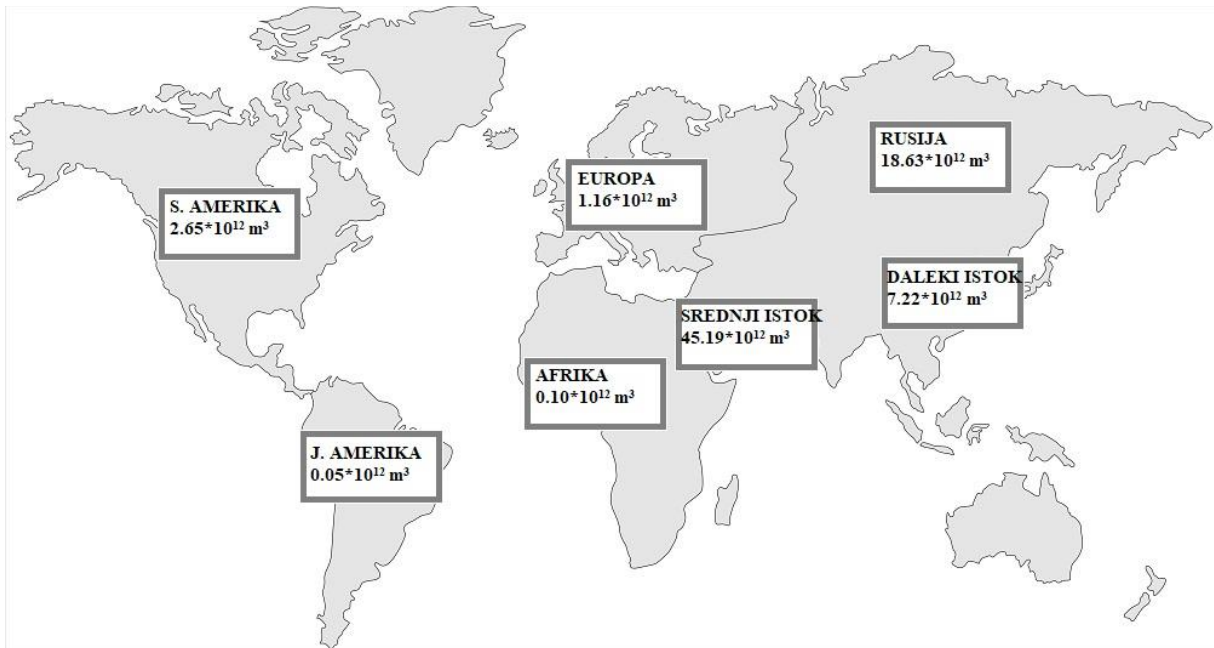 RUSIJA
18.63*10¹² m³
EUROPA
1.16*10¹² m³
S. AMERIKA
2.65*10¹² m³
DALEKI ISTOK
7.22*10¹² m³
SREDNJI ISTOK
45.19*10¹² m³
AFRIKA
0.10*10¹² m³
J. AMERIKA
0.05*10¹² m³